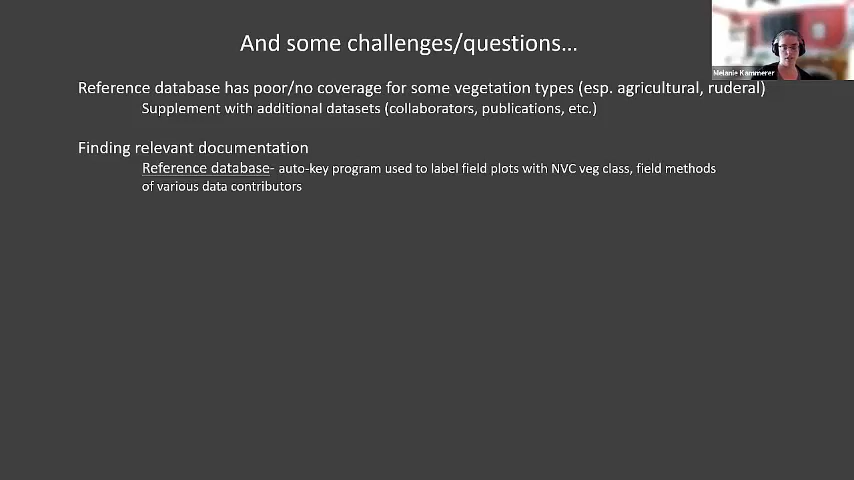 And some challenges/questions...
Melanie Kammerer
Reference database has poor/no coverage for some vegetation types (esp. agricultural, ruderal)
Supplement with additional datasets (collaborators, publications, etc.)
Finding relevant documentation
Reference database- auto-key program used to label field plots with NVC veg class, field methods
of various data contributors